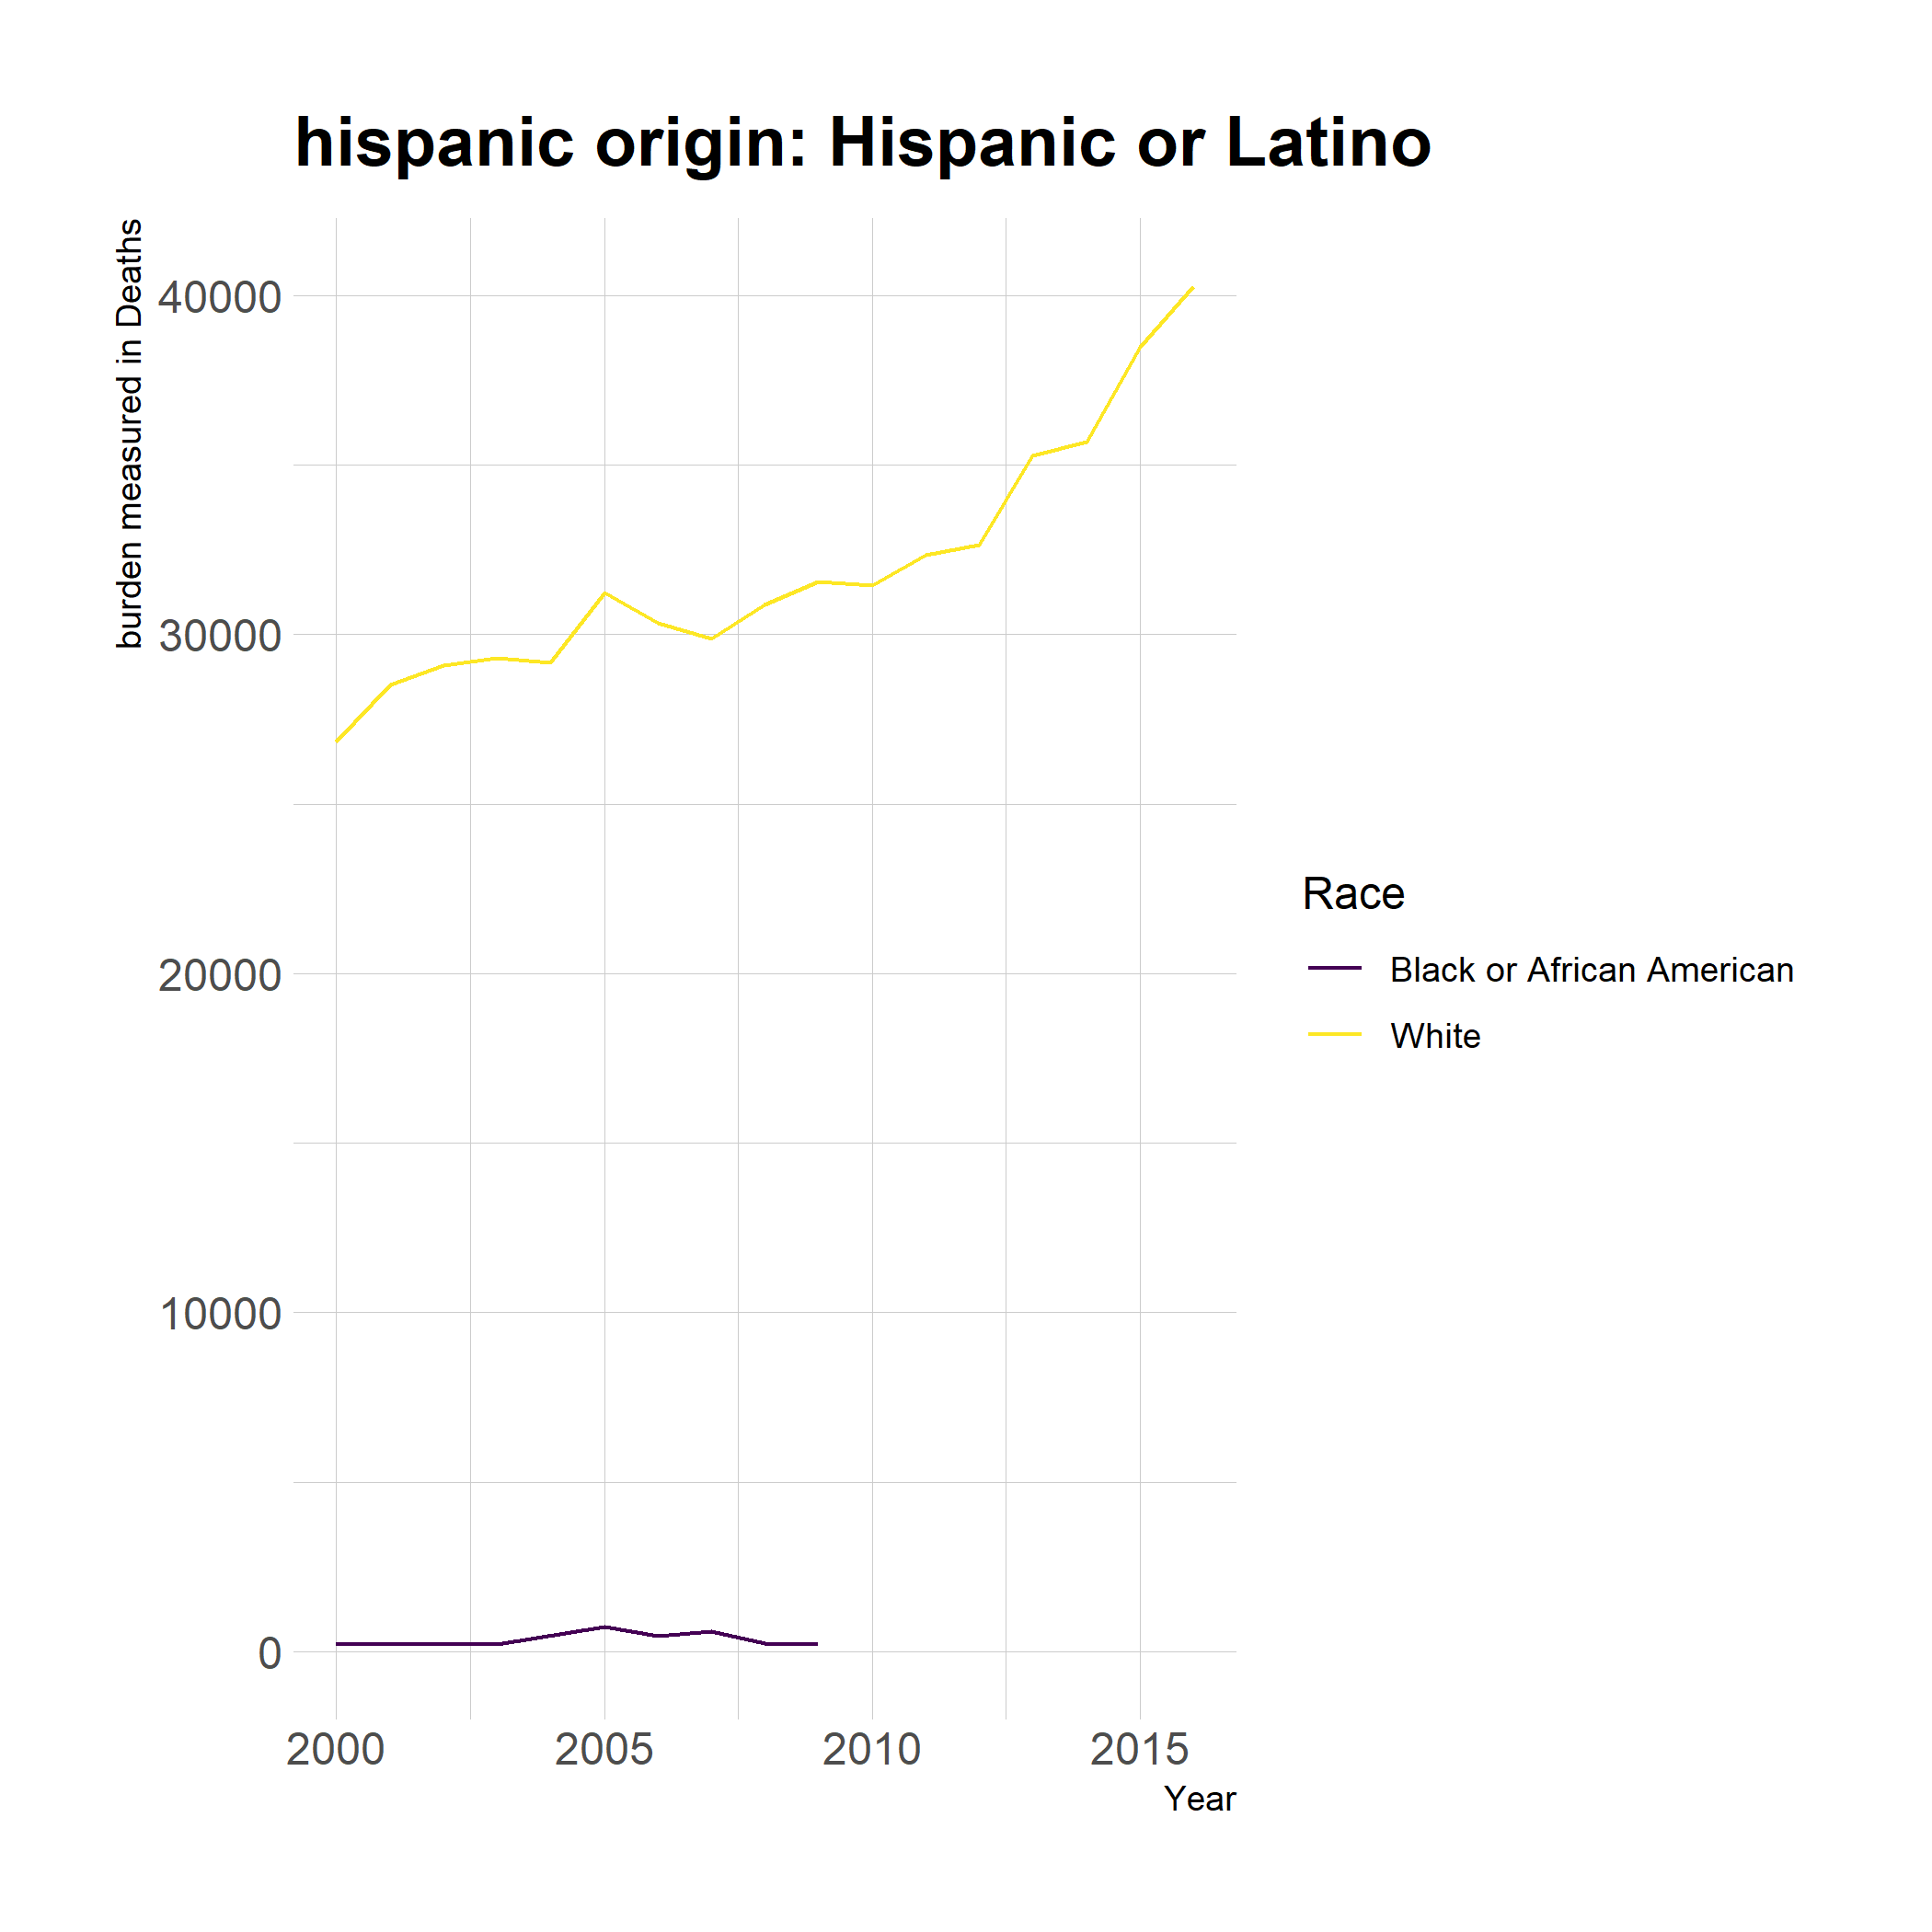 hispanic origin: Hispanic or Latino
burden measured in Deaths
40000
30000
20000
10000
0
2000
2005
2010
2015
Year
Race
Black or African American
White